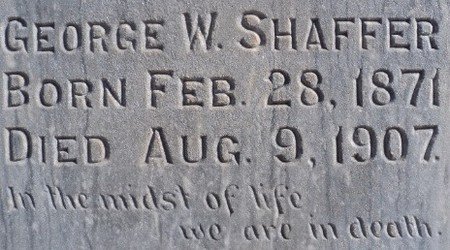 George W. Shaffer
Born Feb. 28, 1871
Died Aug. 9, 1907.
In the midst of life
we are in death.